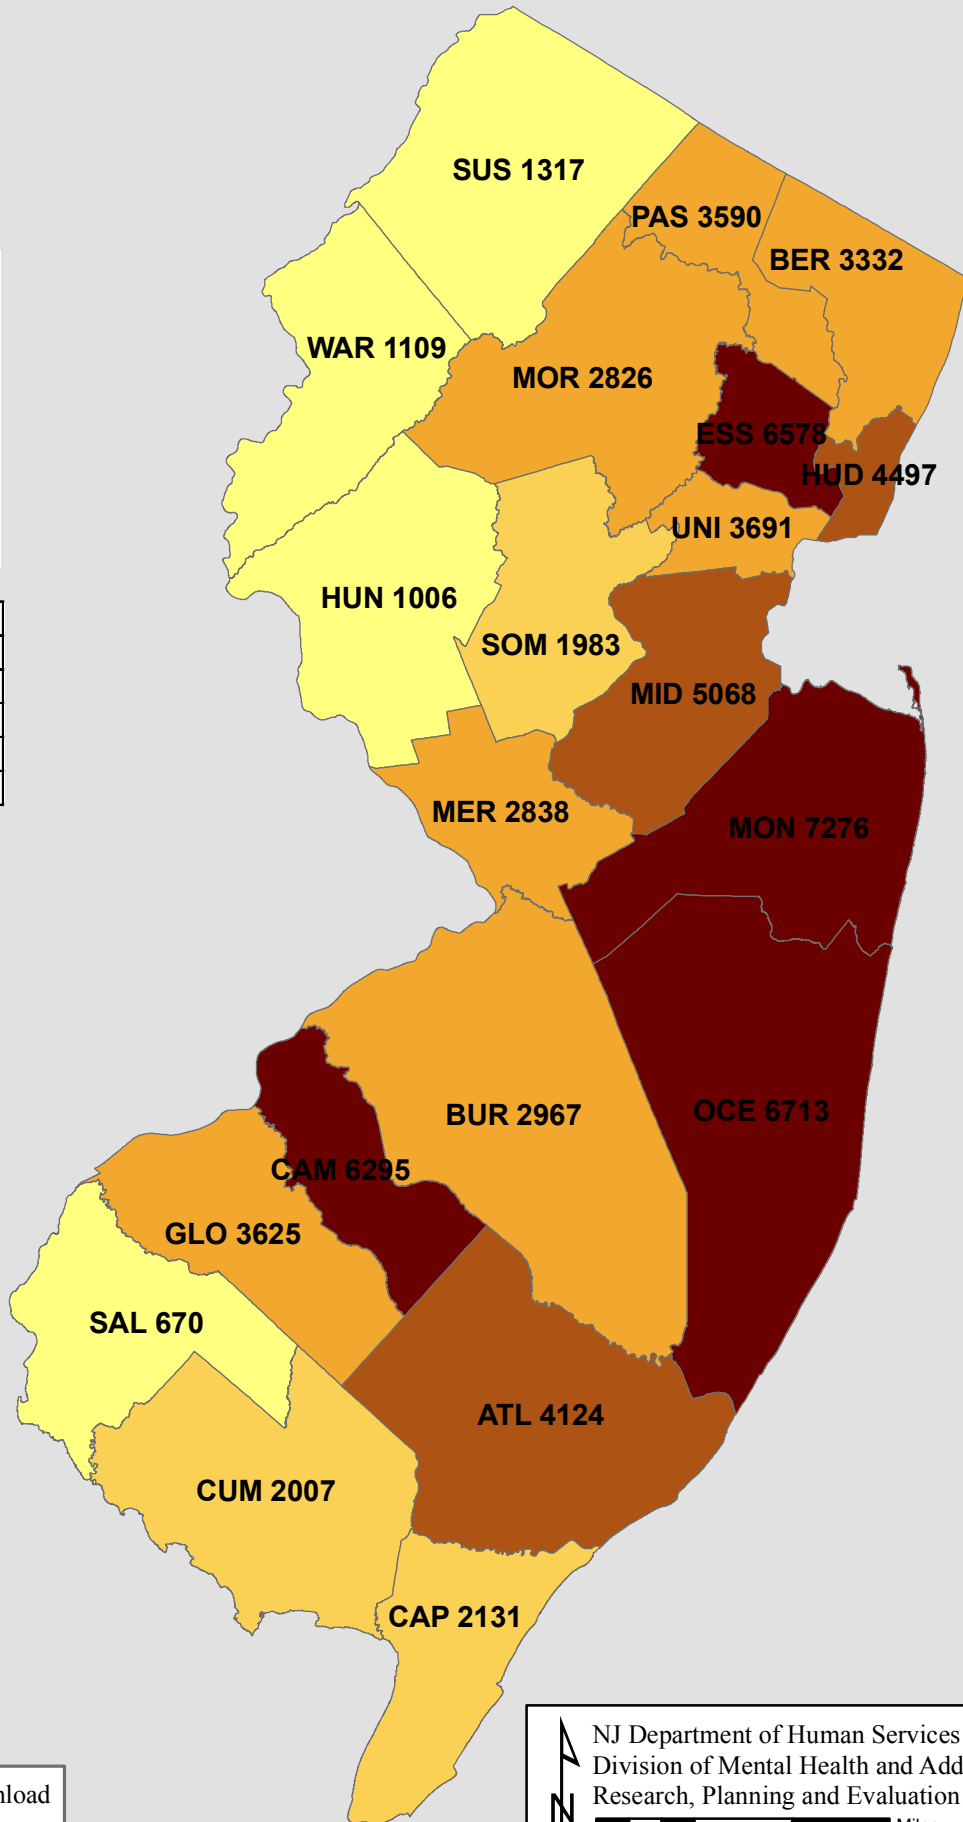 SUS 1317
PAS 3590
BER 3332
WAR 1109
MOR 2826
ESS 6578
HUD 4497
UNI 3691
HUN 1006
SOM 1983
MID 5068
MER 2838
MON 7276
BUR 2967
OCE 6713
CAM 6295
GLO 3625
SAL 670
ATL 4124
CUM 2007
CAP 2131
NJ Department of Human Services
Division of Mental Health and Add
Research, Planning and Evaluation
N
nload